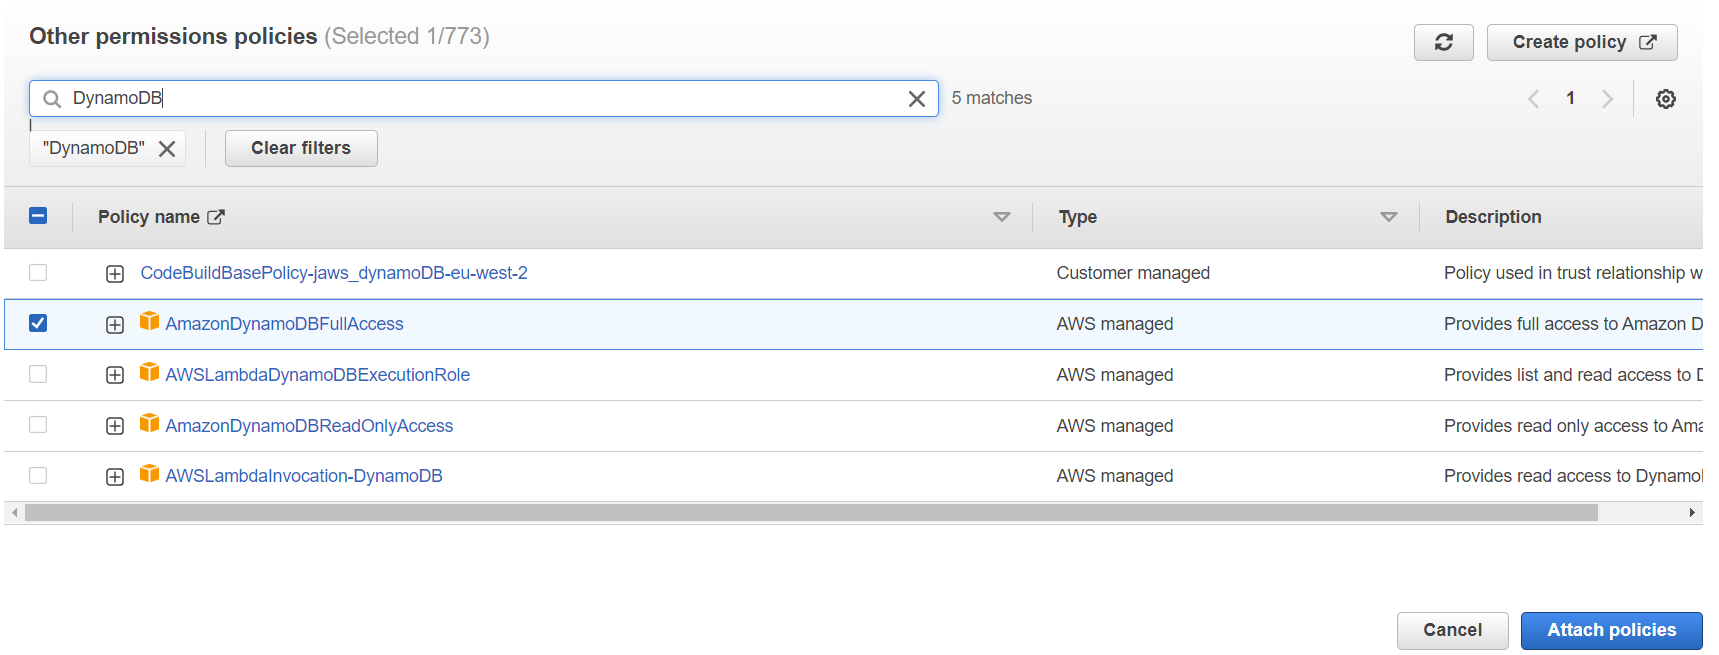 Other permissions policies (Selected 1/773)
Create policy
DynamoDB
5 matches
1
"DynamoDB"
Clear filters
Policy name
Type
Description
CodeBuildBasePolicy-jaws_dynamoDB-eu-west-2
Customer managed
Policy used in trust relationship w
AmazonDynamoDBFullAccess
AWS managed
Provides full access to Amazon D
AWSLambdaDynamoDBExecutionRole
AWS managed
Provides list and read access to D
AmazonDynamoDBReadOnlyAccess
AWS managed
Provides read only access to Ama
AWSLambdaInvocation-DynamoDB
AWS managed
Provides read access to Dynamo
Cancel
Attach policies